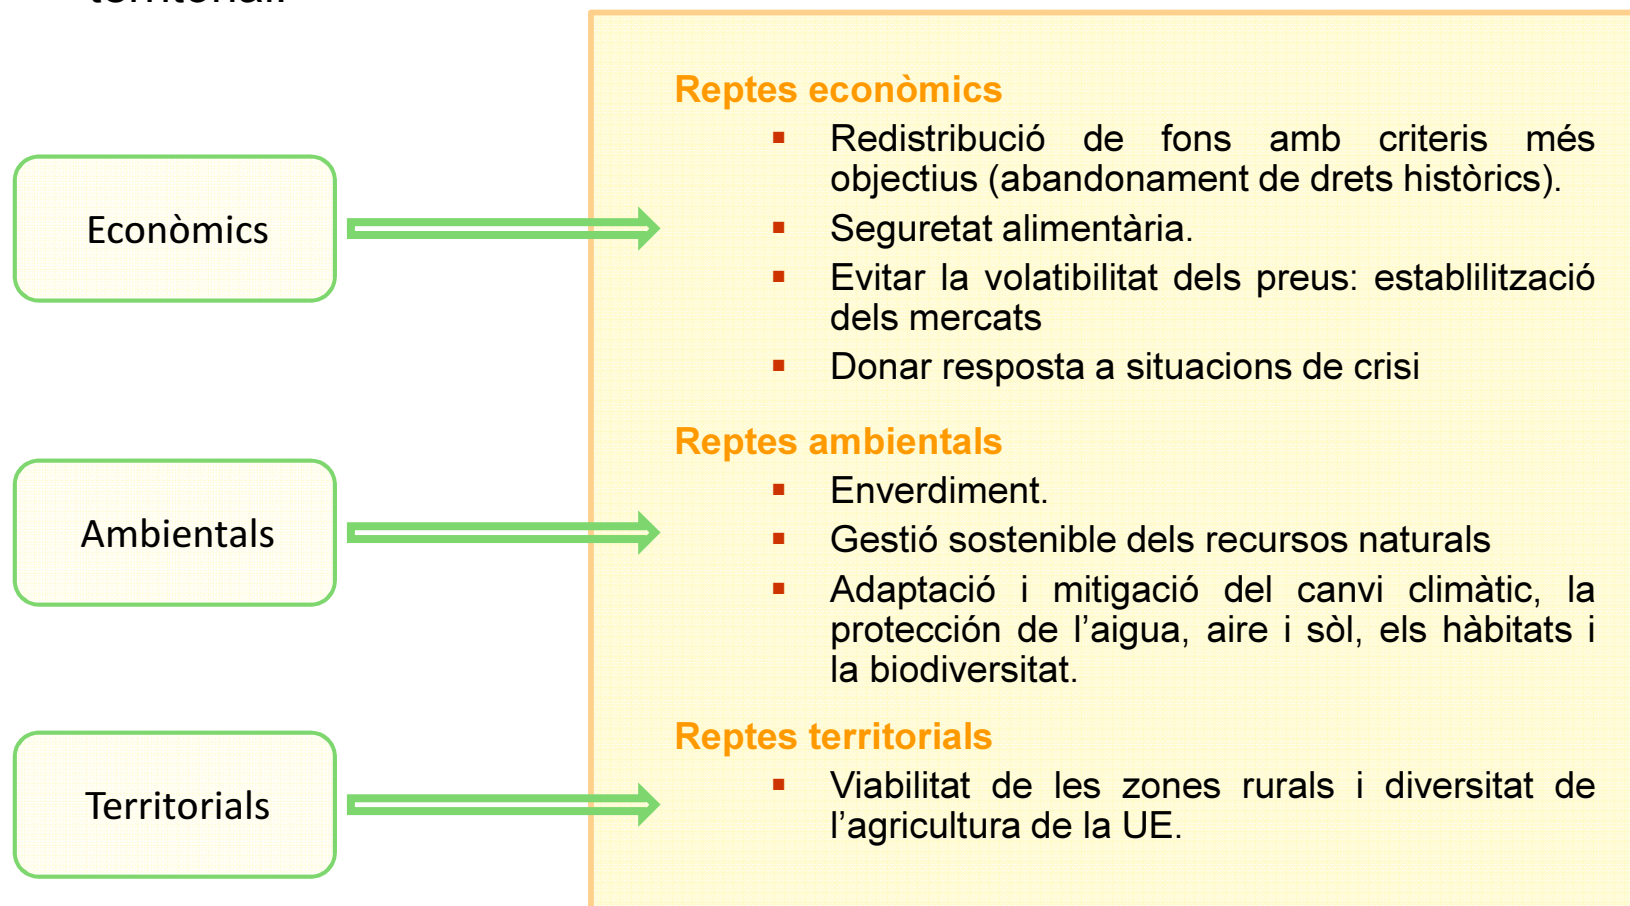 territorial.
Econòmics
Ambientals
Territorials
Reptes econòmics
▪ Redistribució de fons amb criteris més
objectius (abandonament de drets històrics).
▪ Seguretat alimentària.
▪ Evitar la volatibilitat dels preus: establilització
dels mercats
▪ Donar resposta a situacions de crisi
Reptes ambientals
▪ Enverdiment.
▪ Gestió sostenible dels recursos naturals
▪ Adaptació i mitigació del canvi climàtic, la
protección de l’aigua, aire i sòl, els hàbitats i
la biodiversitat.
Reptes territorials
▪ Viabilitat de les zones rurals i diversitat de
l’agricultura de la UE.